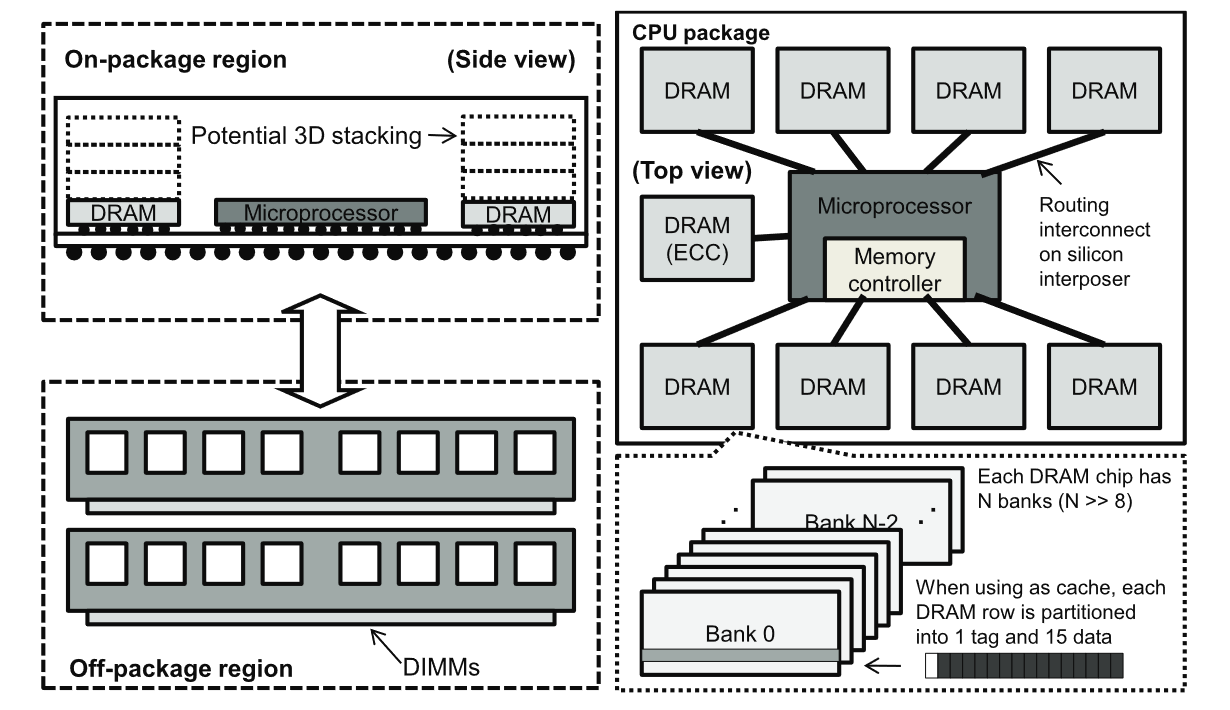 On-package region
(Side view)
Potential 3D stacking
DRAM
Microprocessor
DRAM
Off-package region
DIMMs
CPU package
DRAM
DRAM
DRAM
DRAM
(Top view)
DRAM
(ECC)
Microprocessor
Memory
controller
Routing
interconnect
on silicon
interposer
DRAM
DRAM
DRAM
DRAM
Each DRAM chip has
N banks (N >> 8)
Bank N-2
When using as cache, each
DRAM row is partitioned
into 1 tag and 15 data
Bank 0